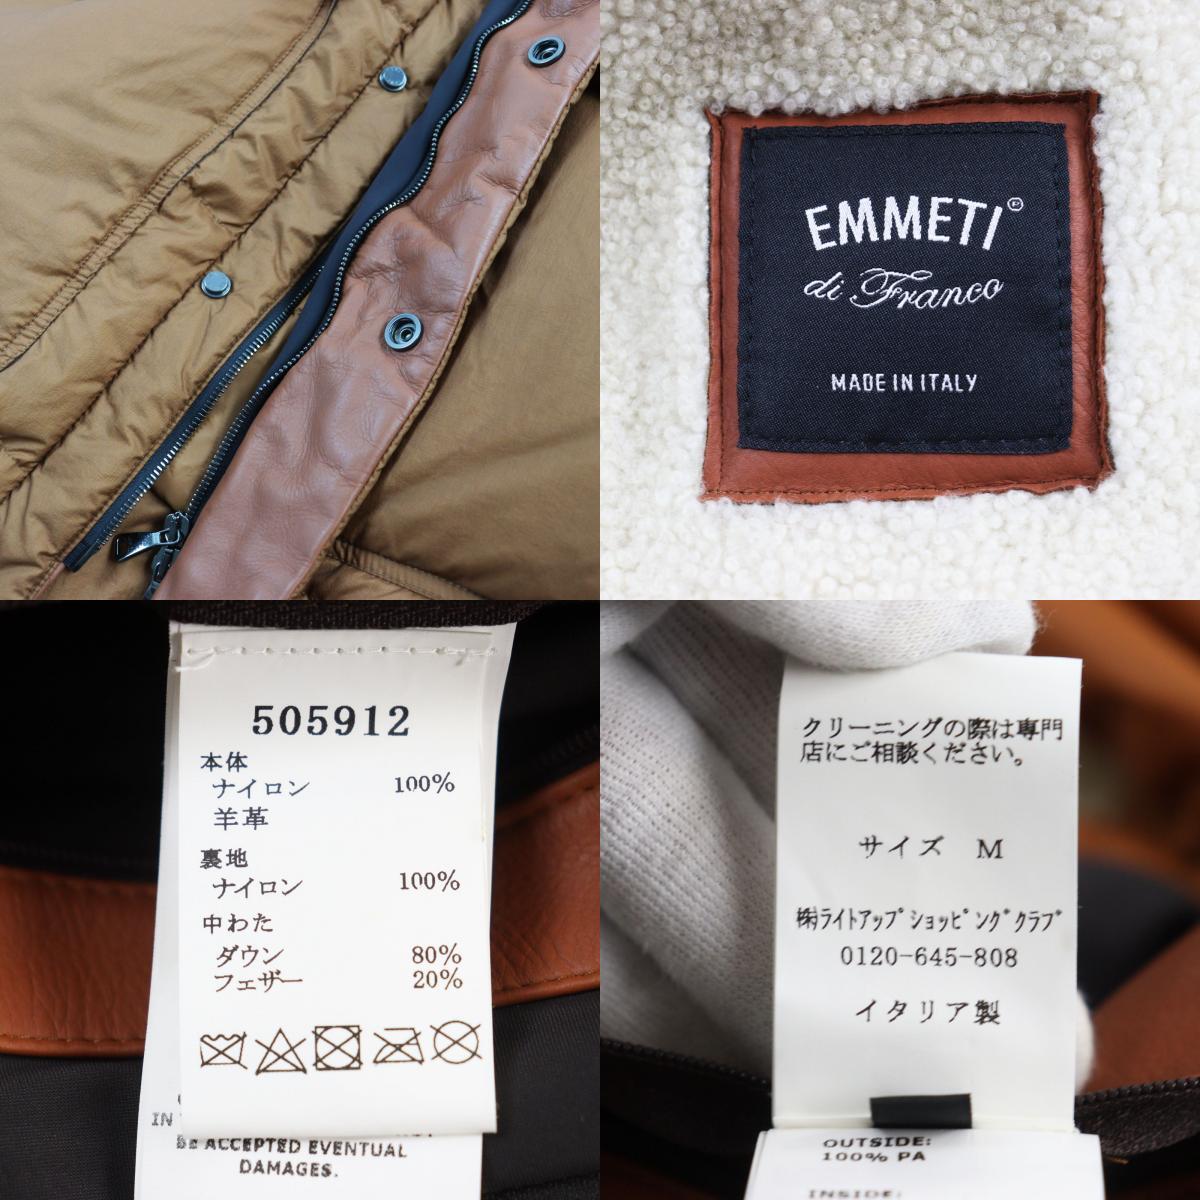 EMMETI®
di Franco
MADE IN ITALY
505912
本体
ナイロン 100%
羊革
裏地
ナイロン 100%
中わた
ダウン 80%
フェザー 20%
BE ACCEPTED EVENTUAL
DAMAGES.
クリーニングの際は専門
店にご相談ください。
サイズ M
㈱ﾗｲﾄｱｯﾌﾟｼｮｯﾋﾟﾝｸﾞｸﾗﾌﾞ
0120-645-808
イタリア製
OUTSIDE:
100% PA
INSIDE: